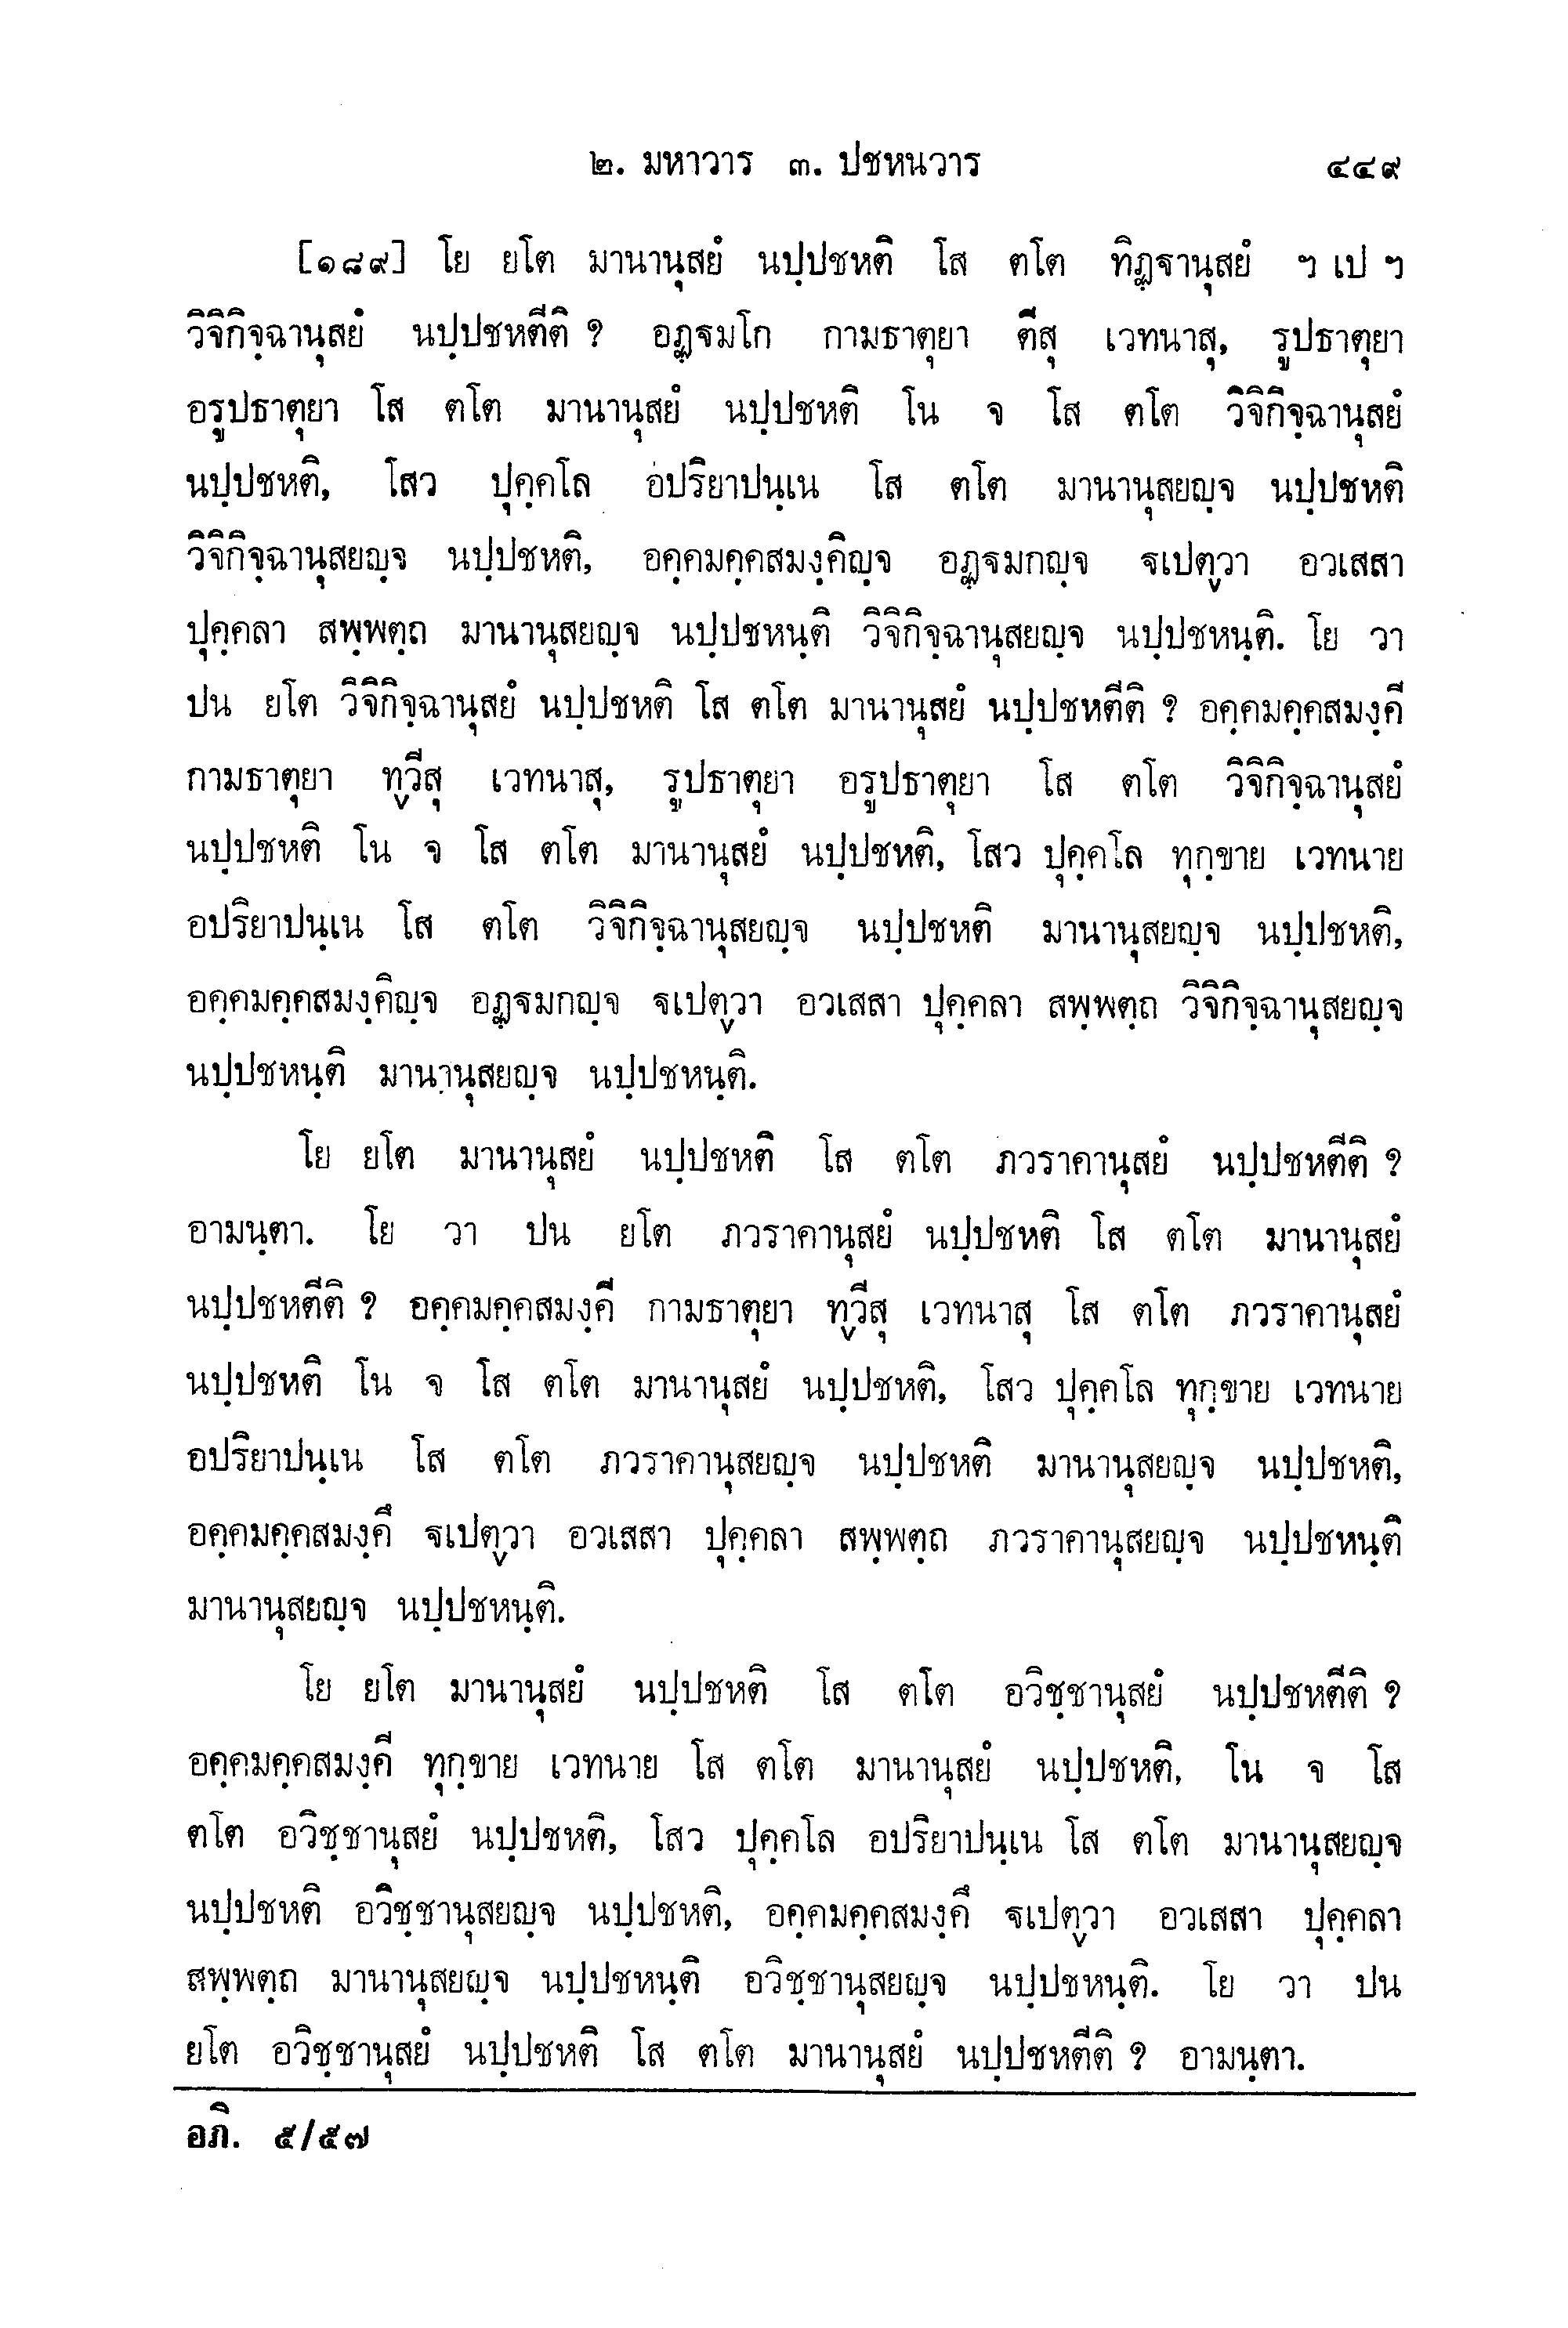 ๒. มหาวาร ๓. ปชหนวาร ๔๔๙
[๑๘๙] โย ยโต มานานุสยํ นปฺปชหติ โส ตโต ทิฏฺฐานุสยํ ฯ เป ฯ
วิจิกิจฺฉานุสยํ นปฺปชหตีติ ? อฏฺฐมโก กามธาตุยา ตีสุ เวทนาสุ, รูปธาตุยา
อรูปธาตุยา โส ตโต มานานุสยํ นปฺปชหติ โน จ โส ตโต วิจิกิจฺฉานุสยํ
นปฺปชหติ, โสว ปุคฺคโล อปริยาปนฺเน โส ตโต มานานุสยญฺจ นปฺปชหติ
วิจิกิจฺฉานุสยญฺจ นปฺปชหติ, อคฺคมคฺคสมงฺคิญฺจ อฏฺฐมกญฺจ ฐเปตฺวา อวเสสา
ปุคฺคลา สพฺพตฺถ มานานุสยญฺจ นปฺปชหนฺติ วิจิกิจฺฉานุสยญฺจ นปฺปชหนฺติ. โย วา
ปน ยโต วิจิกิจฺฉานุสยํ นปฺปชหติ โส ตโต มานานุสยํ นปฺปชหตีติ ? อคฺคมคฺคสมงฺคี
กามธาตุยา ทฺวีสุ เวทนาสุ, รูปธาตุยา อรูปธาตุยา โส ตโต วิจิกิจฺฉานุสยํ
นปฺปชหติ โน จ โส ตโต มานานุสยํ นปฺปชหติ, โสว ปุคฺคโล ทุกฺขาย เวทนาย
อปริยาปนฺเน โส ตโต วิจิกิจฺฉานุสยญฺจ นปฺปชหติ มานานุสยญฺจ นปฺปชหติ,
อคฺคมคฺคสมงฺคิญฺจ อฏฺฐมกญฺจ ฐเปตฺวา อวเสสา ปุคฺคลา สพฺพตฺถ วิจิกิจฺฉานุสยญฺจ
นปฺปชหนฺติ มานานุสยญฺจ นปฺปชหนฺติ.
โย ยโต มานานุสยํ นปฺปชหติ โส ตโต ภวราคานุสยํ นปฺปชหตีติ ?
อามนฺตา. โย วา ปน ยโต ภวราคานุสยํ นปฺปชหติ โส ตโต มานานุสยํ
นปฺปชหตีติ ? อคฺคมคฺคสมงฺคี กามธาตุยา ทฺวีสุ เวทนาสุ โส ตโต ภวราคานุสยํ
นปฺปชหติ โน จ โส ตโต มานานุสยํ นปฺปชหติ, โสว ปุคฺคโล ทุกฺขาย เวทนาย
อปริยาปนฺเน โส ตโต ภวราคานุสยญฺจ นปฺปชหติ มานานุสยญฺจ นปฺปชหติ,
อคฺคมคฺคสมงฺคึ ฐเปตฺวา อวเสสา ปุคฺคลา สพฺพตฺถ ภวราคานุสยญฺจ นปฺปชหนฺติ
มานานุสยญฺจ นปฺปชหนฺติ.
โย ยโต มานานุสยํ นปฺปชหติ โส ตโต อวิชฺชานุสยํ นปฺปชหตีติ ?
อคฺคมคฺคสมงฺคี ทุกฺขาย เวทนาย โส ตโต มานานุสยํ นปฺปชหติ, โน จ โส
ตโต อวิชฺชานุสยํ นปฺปชหติ, โสว ปุคฺคโล อปริยาปนฺเน โส ตโต มานานุสยญฺจ
นปฺปชหติ อวิชฺชานุสยญฺจ นปฺปชหติ, อคฺคมคฺคสมงฺคึ ฐเปตฺวา อวเสสา ปุคฺคลา
สพฺพตฺถ มานานุสยญฺจ นปฺปชหนฺติ อวิชฺชานุสยญฺจ นปฺปชหนฺติ. โย วา ปน
ยโต อวิชฺชานุสยํ นปฺปชหติ โส ตโต มานานุสยํ นปฺปชหตีติ ? อามนฺตา.
อภิ. ๕/๕๗